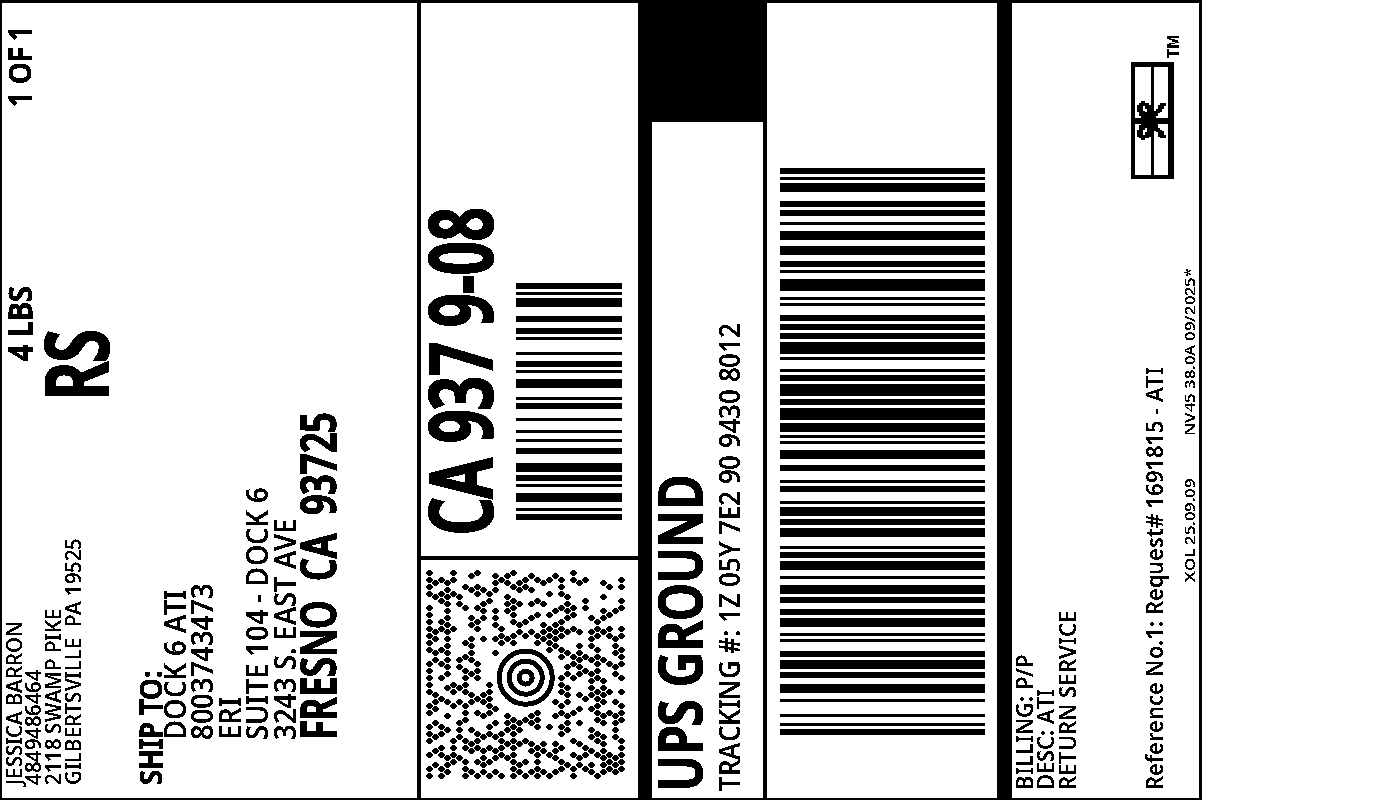 JESSICA BARRON
4849486464
2118 SWAMP PIKE
GILBERTSVILLE PA 19525
4 LBS
1 OF 1
RS
SHIP TO:
DOCK 6 ATI
8003743473
ERI
SUITE 104 - DOCK 6
3243 S. EAST AVE
FRESNO CA 93725
CA 937 9-08
UPS GROUND
TRACKING #: 1Z 05Y 7E2 90 9430 8012
BILLING: P/P
DESC: ATI
RETURN SERVICE
Reference No.1: Request# 1691815 - ATI
XOL 25.09.09 NV45 38.0A 09/2025*
TM